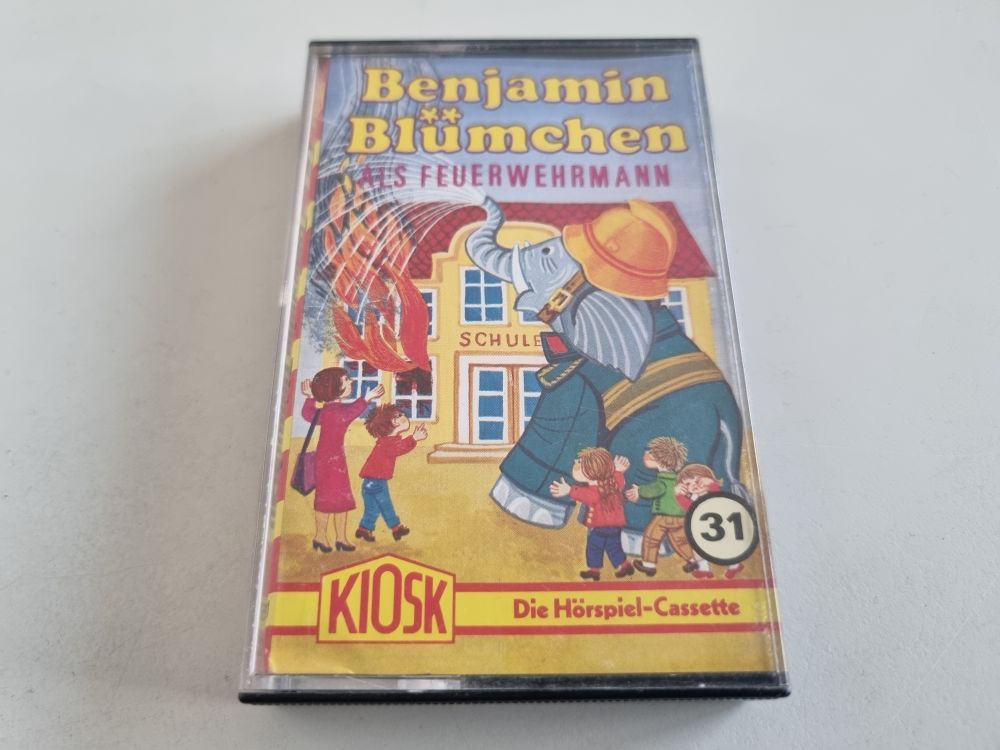 Benjamin
Blümchen
ALS FEUERWEHRMANN
SCHULE
31
KIOSK
Die Hörspiel-Cassette